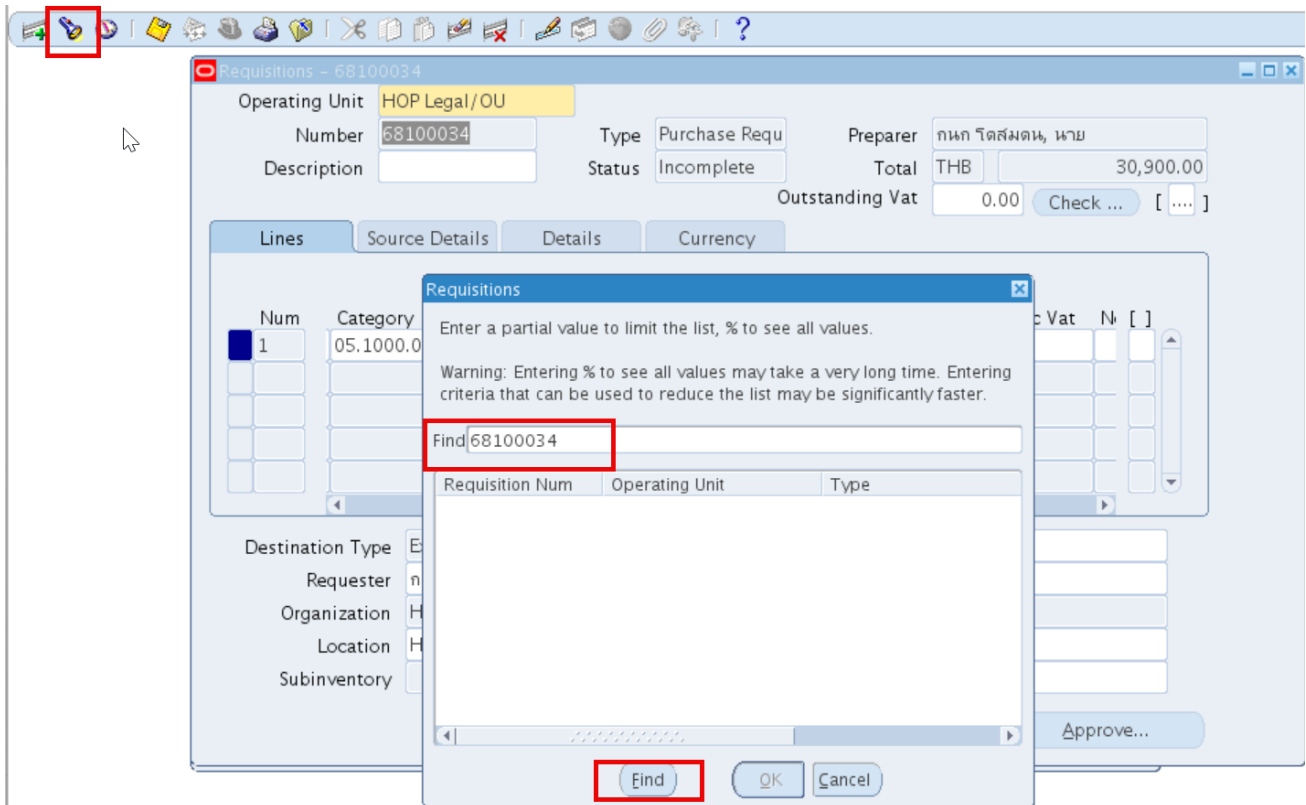 ?
Requisitions – 68100034
Operating Unit HOP Legal/OU
Number 68100034 Type Purchase Requ Preparer กนก โตสมตน, นาย
Description Status Incomplete Total THB 30,900.00
Outstanding Vat 0.00 Check ... [ .... ]
Lines Source Details Details Currency
Requisitions
Num Category Vat [ ]
Enter a partial value to limit the list, % to see all values.
1 05.1000.0
Warning: Entering % to see all values may take a very long time. Entering
criteria that can be used to reduce the list may be significantly faster.
Find 68100034
Requisition Num Operating Unit Type
Destination Type E
Requester ก
Organization H
Location H
Subinventory
Approve...
Find OK Cancel